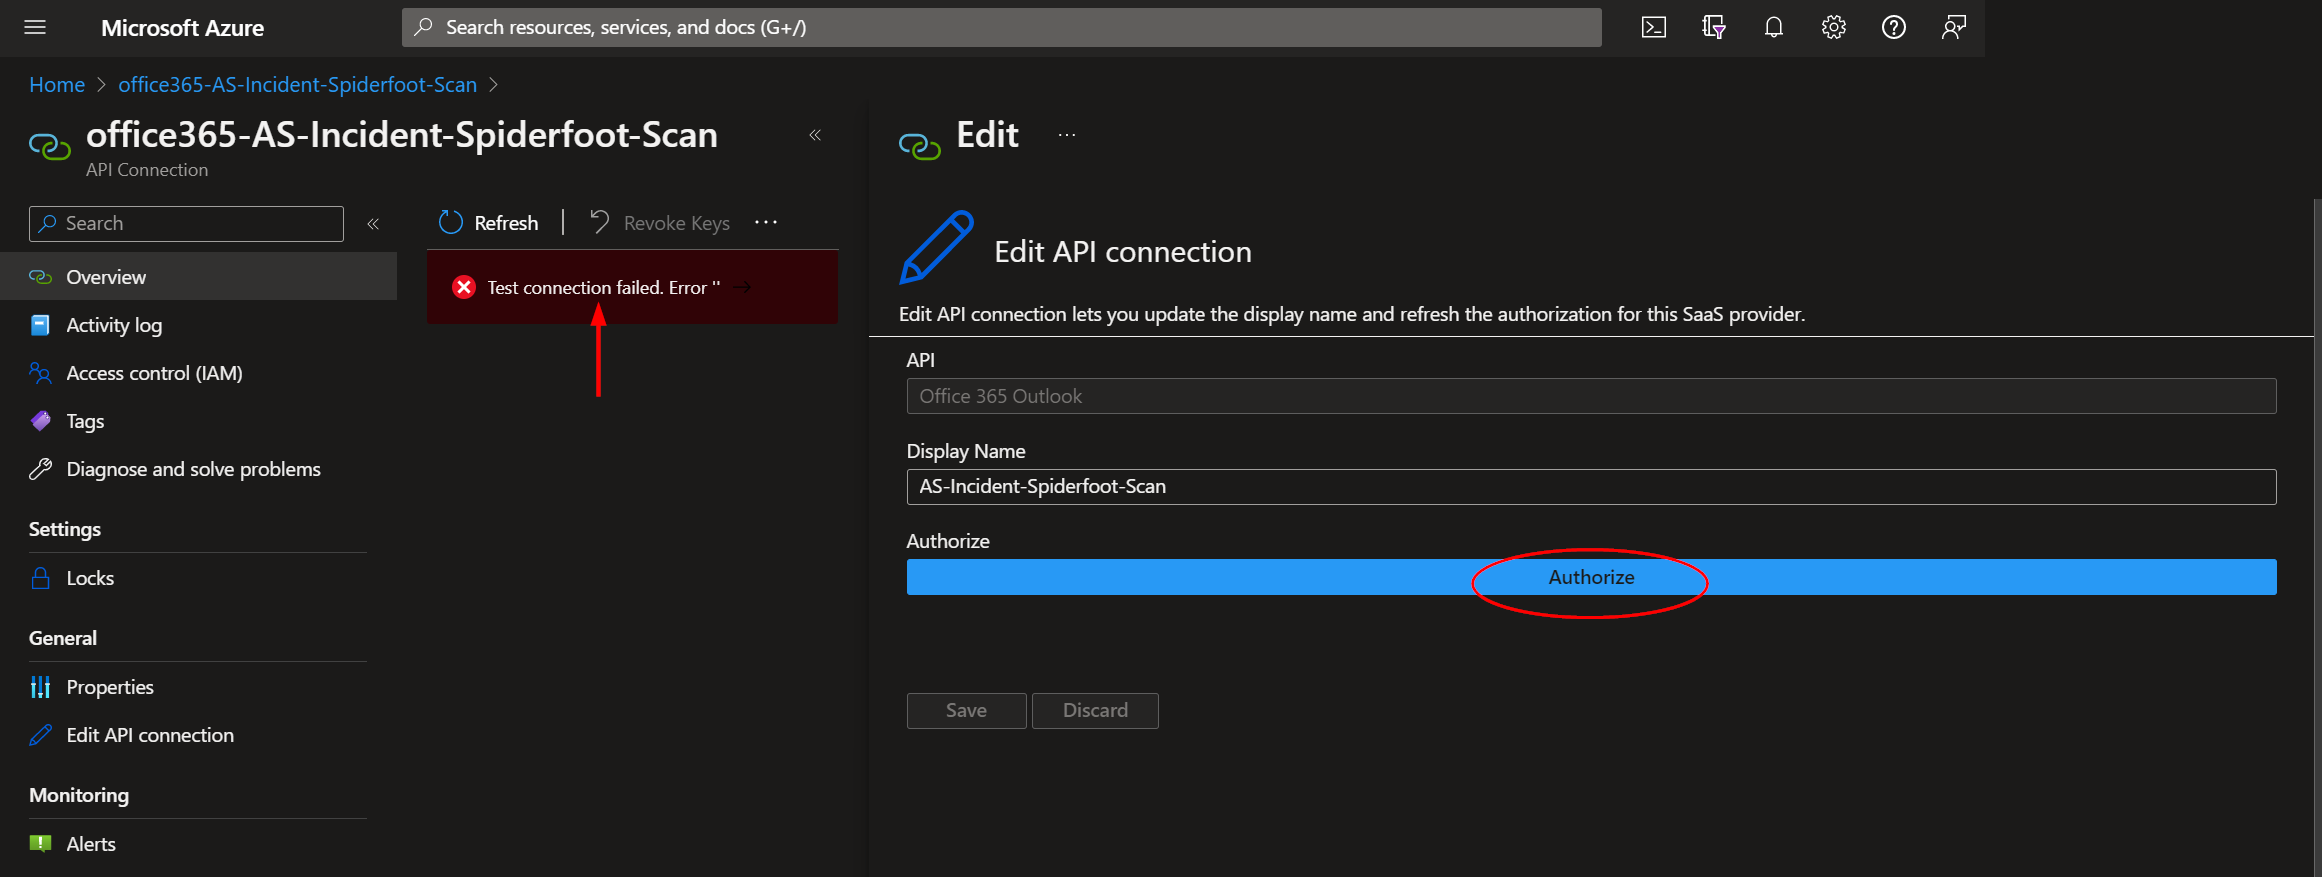 Microsoft Azure
Search resources, services, and docs (G+/)
Home > office365-AS-Incident-Spiderfoot-Scan >
office365-AS-Incident-Spiderfoot-Scan
API Connection
Search
Overview
Activity log
Access control (IAM)
Tags
Diagnose and solve problems
Settings
Locks
General
Properties
Edit API connection
Monitoring
Alerts
Refresh | Revoke Keys ...
Test connection failed. Error '' →
Edit ...
Edit API connection
Edit API connection lets you update the display name and refresh the authorization for this SaaS provider.
API
Office 365 Outlook
Display Name
AS-Incident-Spiderfoot-Scan
Authorize
Authorize
Save Discard